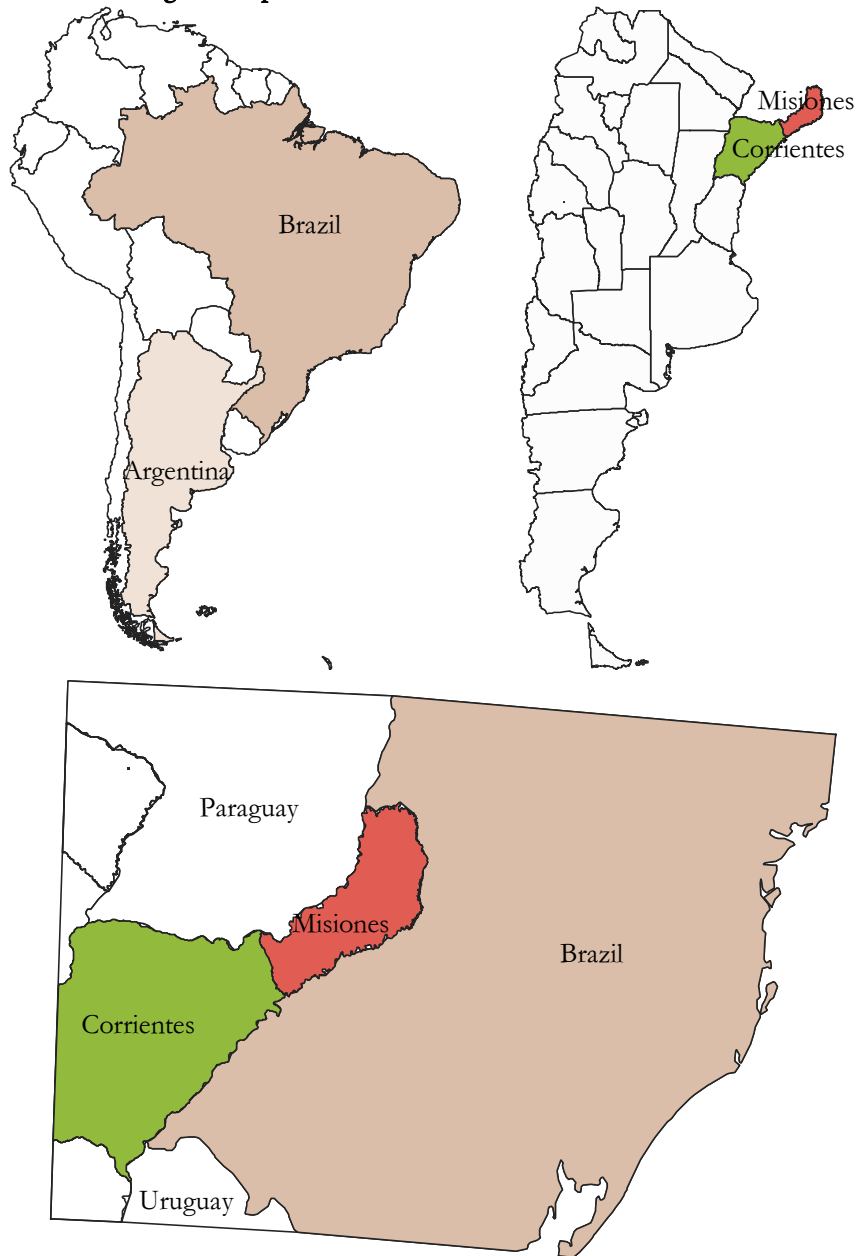 Brazil
Argentina
Misiones
Corrientes
Paraguay
Misiones
Brazil
Corrientes
Uruguay